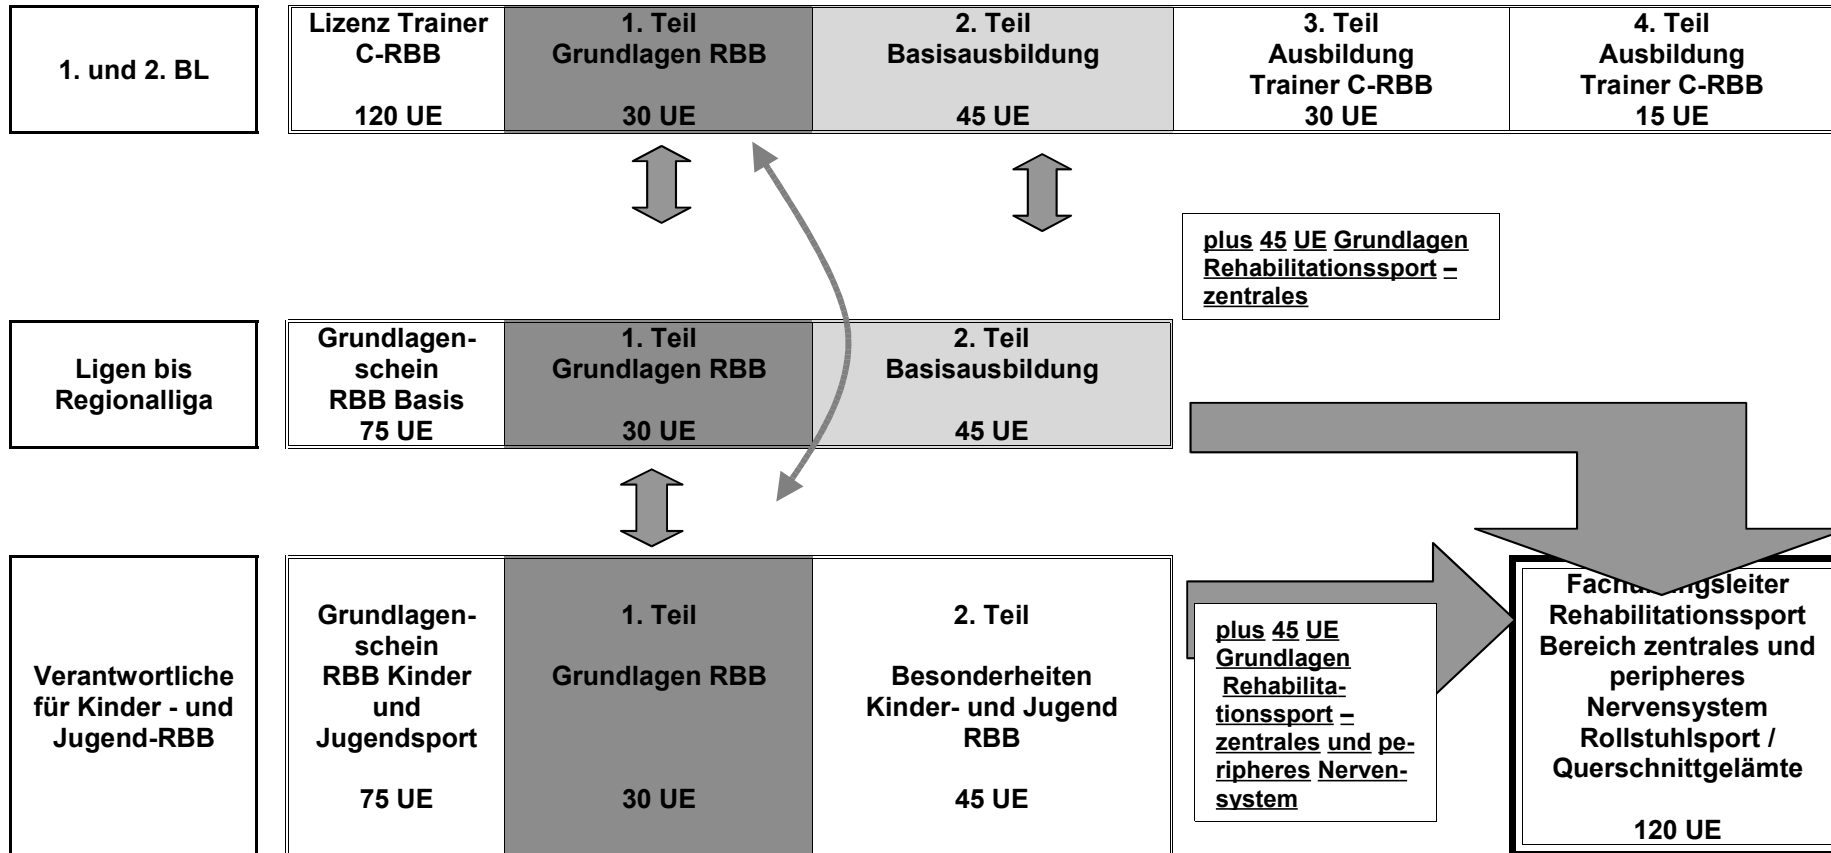 1. und 2. BL
Lizenz Trainer
C-RBB
120 UE
1. Teil
Grundlagen RBB
30 UE
2. Teil
Basisausbildung
45 UE
3. Teil
Ausbildung
Trainer C-RBB
30 UE
4. Teil
Ausbildung
Trainer C-RBB
15 UE
plus 45 UE Grundlagen
Rehabilitationssport –
zentrales
Ligen bis
Regionalliga
Grundlagen-
schein
RBB Basis
75 UE
1. Teil
Grundlagen RBB
30 UE
2. Teil
Basisausbildung
45 UE
Verantwortliche
für Kinder - und
Jugend-RBB
Grundlagen-
schein
RBB Kinder
und
Jugendsport
75 UE
1. Teil
Grundlagen RBB
30 UE
2. Teil
Besonderheiten
Kinder- und Jugend
RBB
45 UE
plus 45 UE
Grundlagen
Rehabilita-
tionssport –
zentrales und pe-
ripheres Nerven-
system
Rehabilitationssport
Bereich zentrales und
peripheres
Nervensystem
Rollstuhlsport /
Querschnittgelämte
120 UE